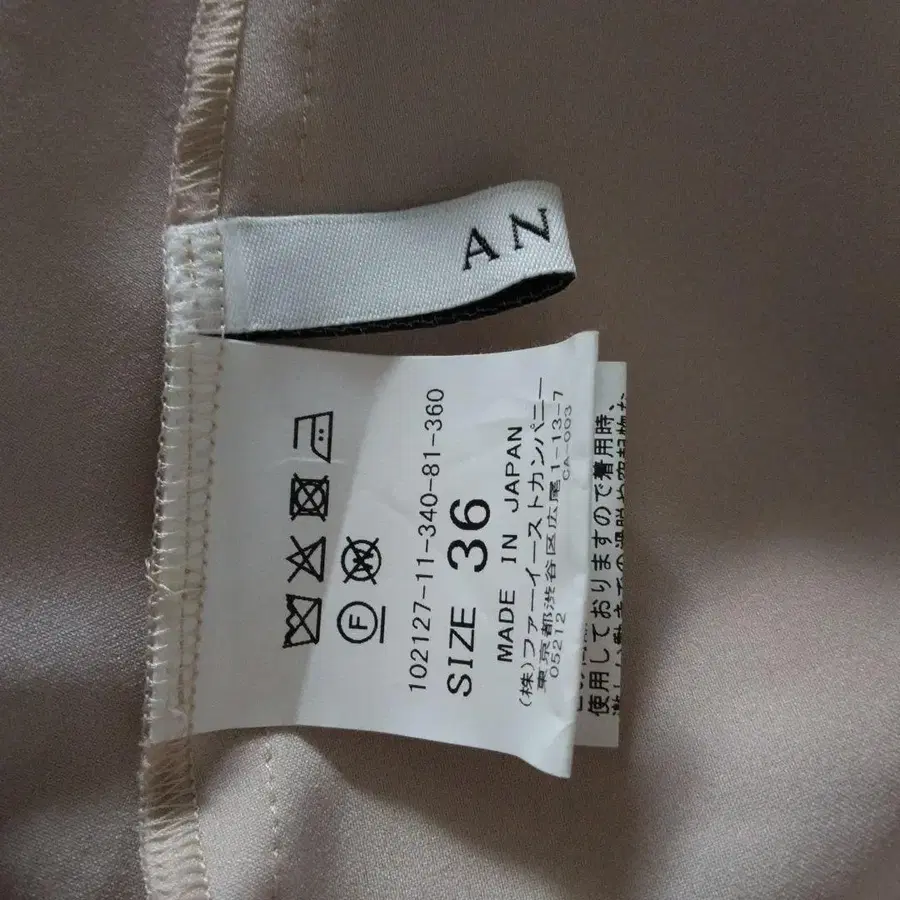 AN
F
102127-11-340-81-360
SIZE 36
MADE IN JAPAN
(株)ファーイーストカンパニー
東京都渋谷区広尾1-13-7
05212 CA-003
使用しておりますので着用時、